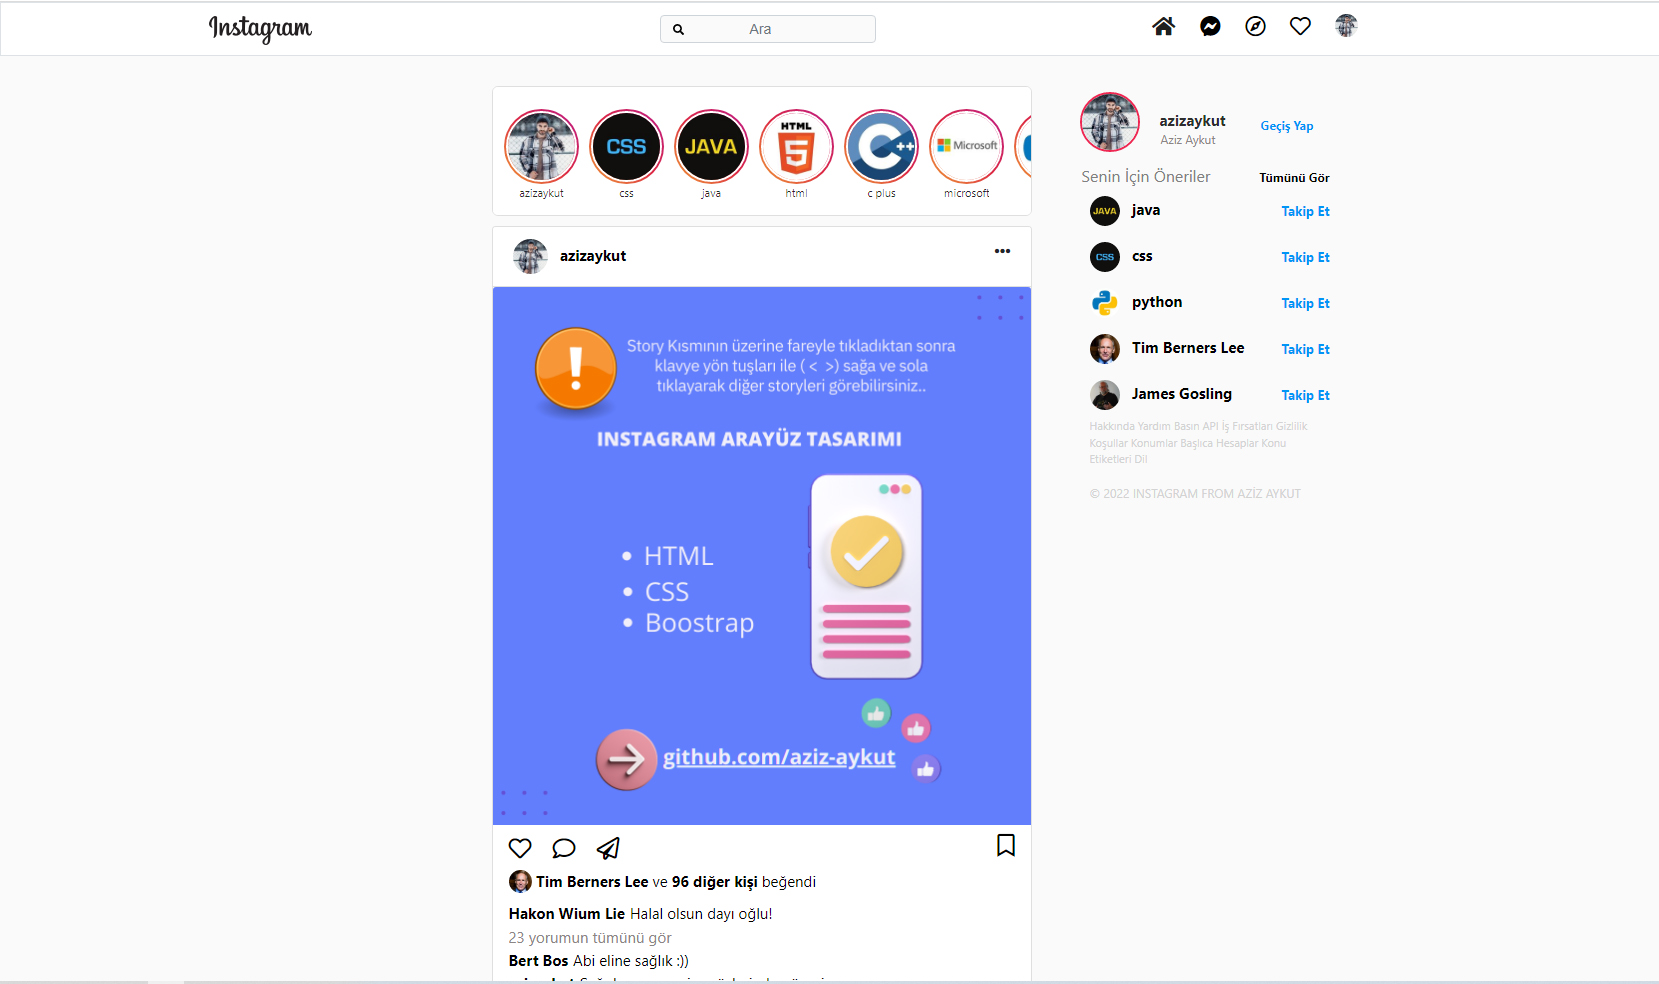 Instagram
Ara
azizaykut
css
java
html
c plus
microsoft
CSS
JAVA
HTML
5
C++
Microsoft
azizaykut
Aziz Aykut
Geçiş Yap
Senin İçin Öneriler
Tümünü Gör
JAVA
java
Takip Et
CSS
css
Takip Et
python
Takip Et
Tim Berners Lee
Takip Et
James Gosling
Takip Et
Hakkında Yardım Basın API İş Fırsatları Gizlilik
Koşullar Konumlar Başlıca Hesaplar Konu
Etiketleri Dil
© 2022 INSTAGRAM FROM AZİZ AYKUT
azizaykut
Story Kısmının üzerine fareyle tıkladıktan sonra
klavye yön tuşları ile ( < >) sağa ve sola
tıklayarak diğer storyleri görebilirsiniz..
INSTAGRAM ARAYÜZ TASARIMI
• HTML
• CSS
• Boostrap
github.com/aziz-aykut
Tim Berners Lee ve 96 diğer kişi beğendi
Hakon Wium Lie Halal olsun dayı oğlu!
23 yorumun tümünü gör
Bert Bos Abi eline sağlık :))